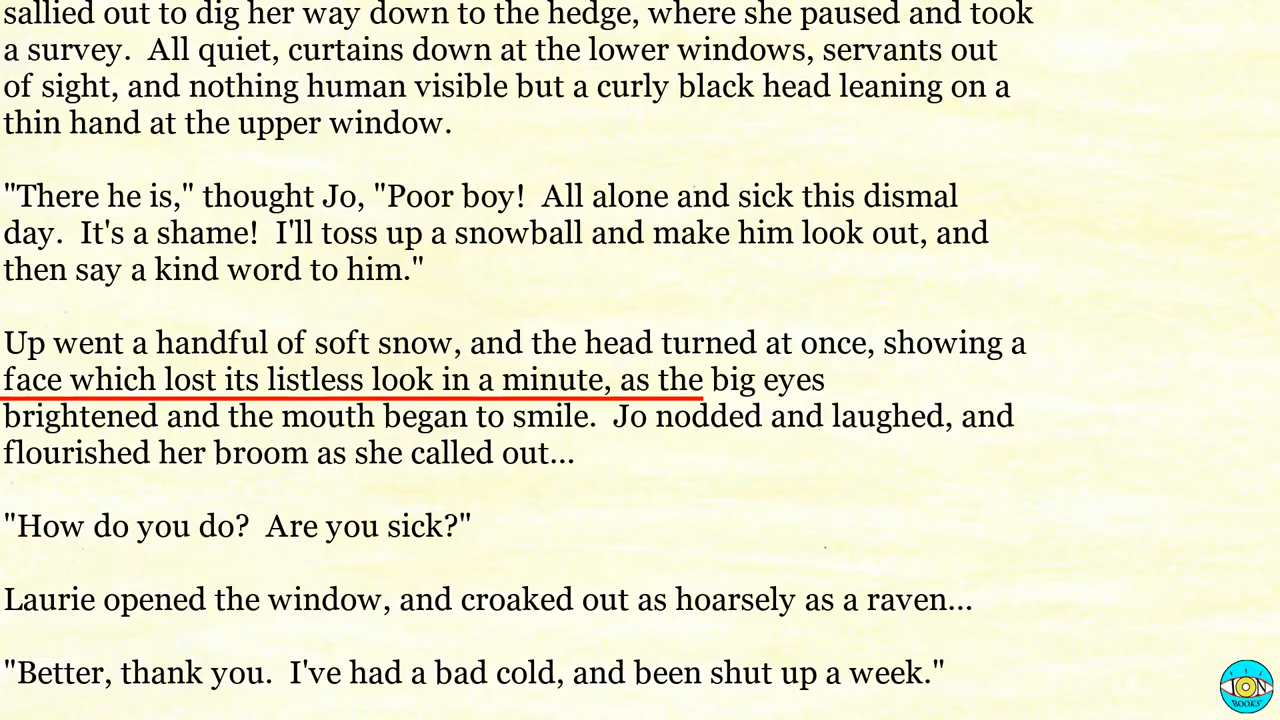 sallied out to dig her way down to the hedge, where she paused and took
a survey.  All quiet, curtains down at the lower windows, servants out
of sight, and nothing human visible but a curly black head leaning on a
thin hand at the upper window.
"There he is," thought Jo, "Poor boy!  All alone and sick this dismal
day.  It's a shame!  I'll toss up a snowball and make him look out, and
then say a kind word to him."
Up went a handful of soft snow, and the head turned at once, showing a
face which lost its listless look in a minute, as the big eyes
brightened and the mouth began to smile.  Jo nodded and laughed, and
flourished her broom as she called out...
"How do you do?  Are you sick?"
Laurie opened the window, and croaked out as hoarsely as a raven...
"Better, thank you.  I've had a bad cold, and been shut up a week."
ION
BOOKS